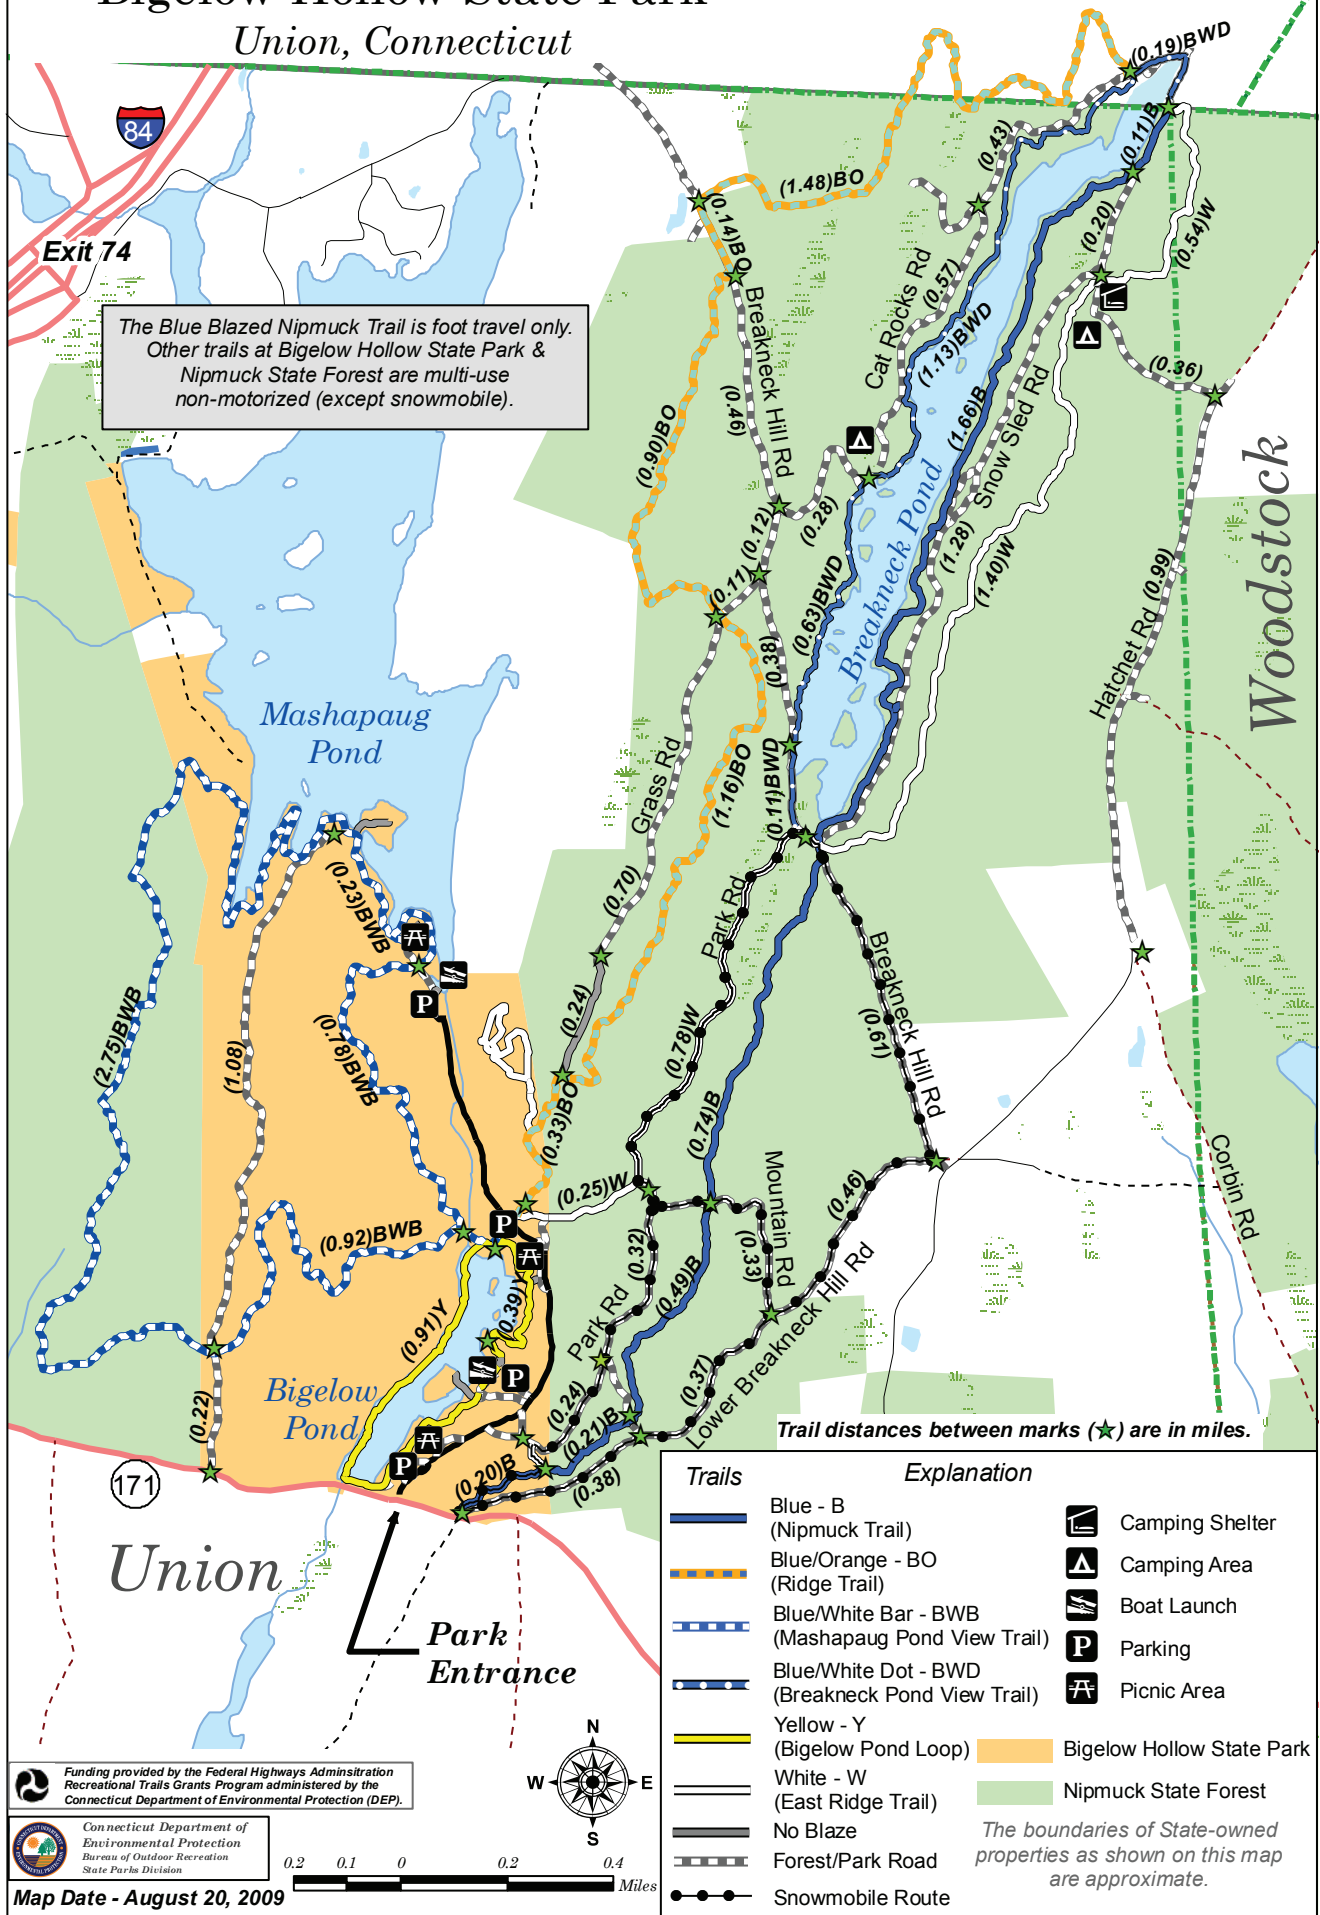 Bigelow Hollow State Park
Union, Connecticut
84
Exit 74
The Blue Blazed Nipmuck Trail is foot travel only.
Other trails at Bigelow Hollow State Park &
Nipmuck State Forest are multi-use
non-motorized (except snowmobile).
(0.19)BWD
(0.11)B
(0.43)
(1.48)BO
(0.14)BO
(0.20)
(0.54)W
Cat Rocks Rd
(0.57)
Breakneck Hill Rd
(0.46)
(1.13)BWD
(0.36)
(0.90)BO
(1.66)B
Snow Sled Rd
Woodstock
(0.12)
(0.28)
Breakneck Pond
(1.28)
(1.40)W
(0.11)
(0.63)BWD
(0.38)
Hatchet Rd (0.99)
Mashapaug
Pond
Grass Rd
(1.16)BO
(0.11)BWD
(0.23)BWB
(0.70)
Park Rd
Breakneck Hill Rd
(0.61)
P
(2.75)BWB
(1.08)
(0.78)BWB
(0.24)
(0.78)W
(0.33)BO
(0.74)B
Mountain Rd
Corbin Rd
(0.25)W
(0.46)
P
(0.92)BWB
(0.32)
(0.33)
(0.49)B
(0.39)Y
(0.91)Y
Park Rd
Lower Breakneck Hill Rd
P
(0.37)
(0.24)
Bigelow
Pond
(0.22)
(0.21)B
Trail distances between marks (★) are in miles.
P
(0.20)B
(0.38)
171
Union
Park
Entrance
Trails
Explanation
Blue - B
(Nipmuck Trail)
Blue/Orange - BO
(Ridge Trail)
Blue/White Bar - BWB
(Mashapaug Pond View Trail)
Blue/White Dot - BWD
(Breakneck Pond View Trail)
Yellow - Y
(Bigelow Pond Loop)
White - W
(East Ridge Trail)
No Blaze
Forest/Park Road
Snowmobile Route
Camping Shelter
Camping Area
Boat Launch
P Parking
Picnic Area
Bigelow Hollow State Park
Nipmuck State Forest
The boundaries of State-owned
properties as shown on this map
are approximate.
N
W E
S
Funding provided by the Federal Highways Adminsitration
Recreational Trails Grants Program administered by the
Connecticut Department of Environmental Protection (DEP).
Connecticut Department of
Environmental Protection
Bureau of Outdoor Recreation
State Parks Division
0.2 0.1 0 0.2 0.4
Miles
Map Date - August 20, 2009